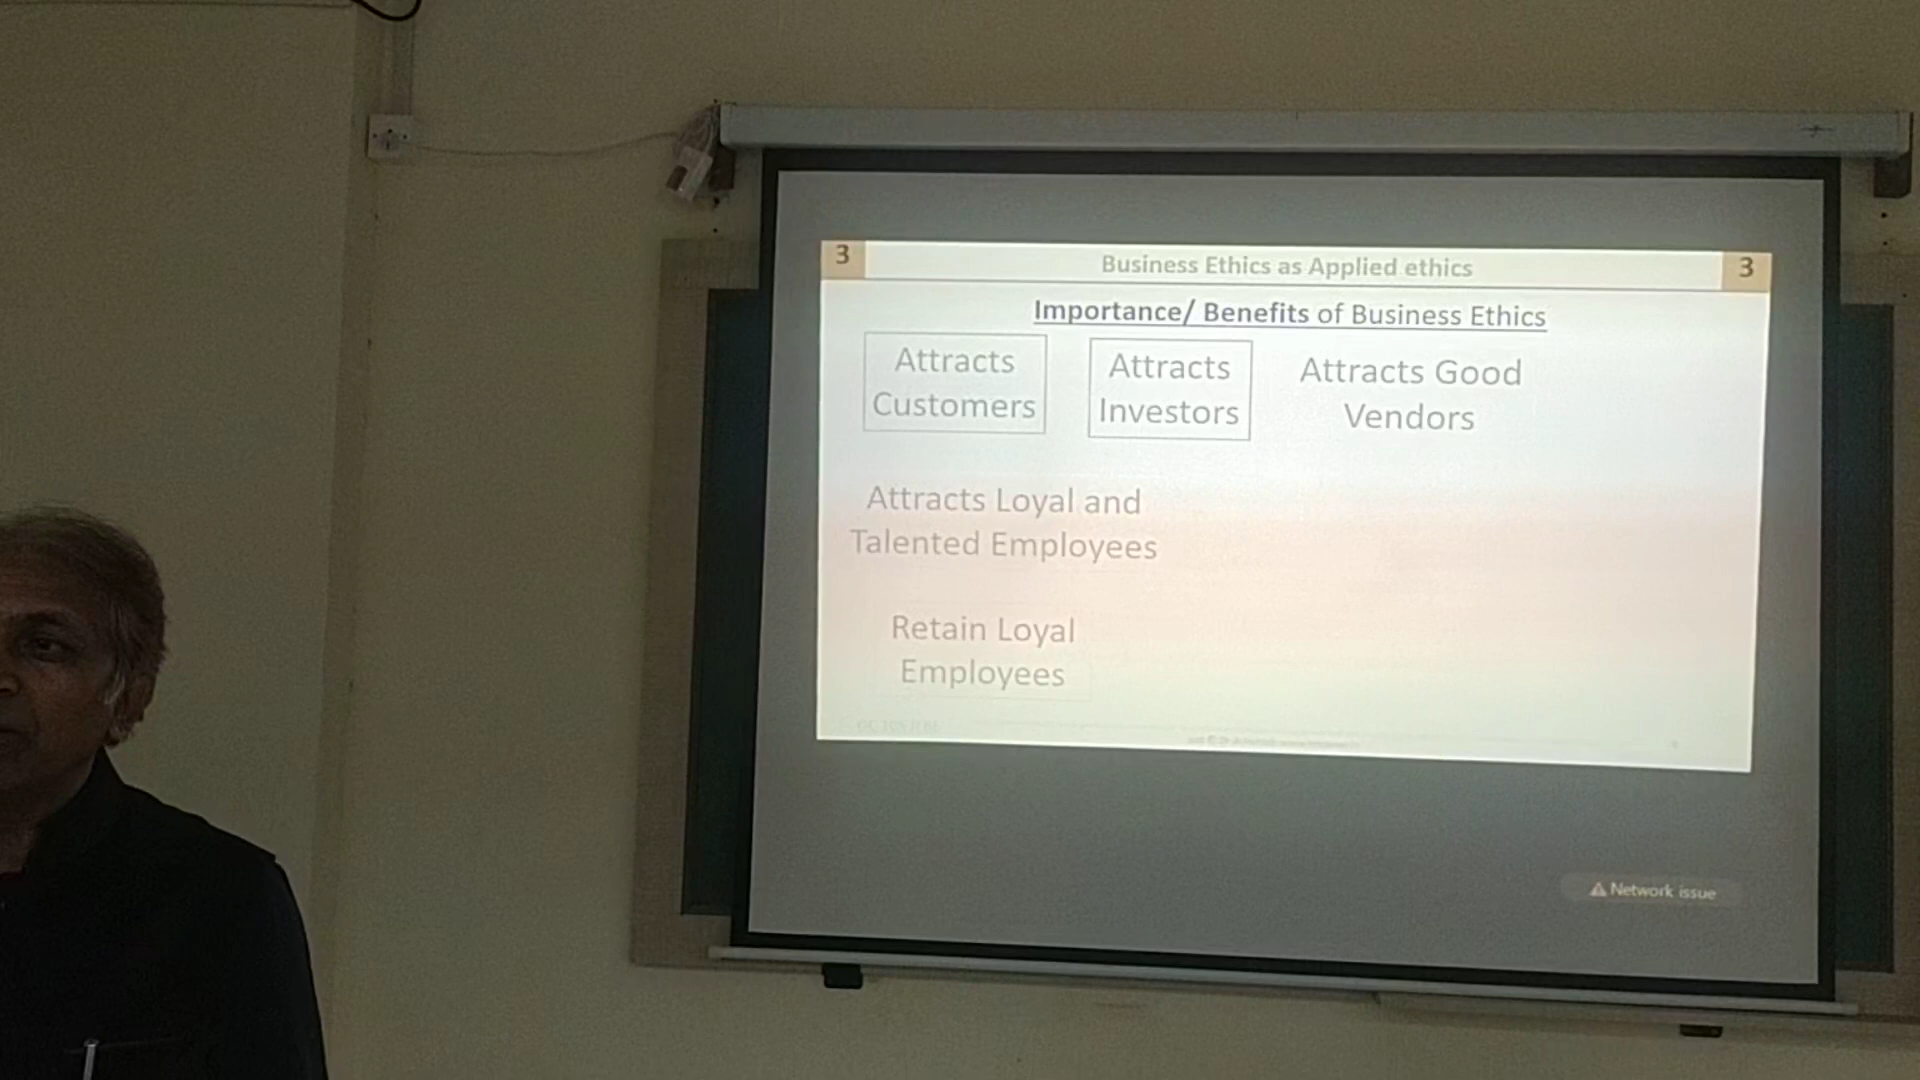 3
Business Ethics as Applied ethics
3
Importance/ Benefits of Business Ethics
Attracts
Customers
Attracts
Investors
Attracts Good
Vendors
Attracts Loyal and
Talented Employees
Retain Loyal
Employees
Network issue